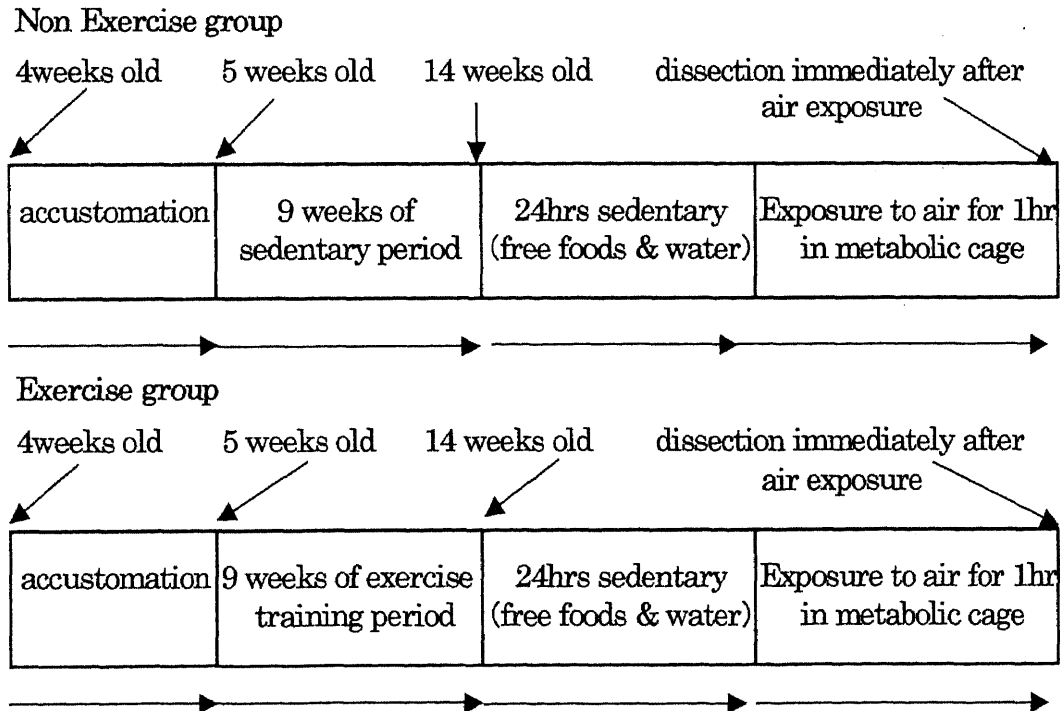 Non Exercise group
4weeks old 5 weeks old 14 weeks old dissection immediately after
air exposure
accustomation 9 weeks of sedentary period 24hrs sedentary (free foods & water) Exposure to air for 1hr in metabolic cage
Exercise group
4weeks old 5 weeks old 14 weeks old dissection immediately after
air exposure
accustomation 9 weeks of exercise training period 24hrs sedentary (free foods & water) Exposure to air for 1hr in metabolic cage